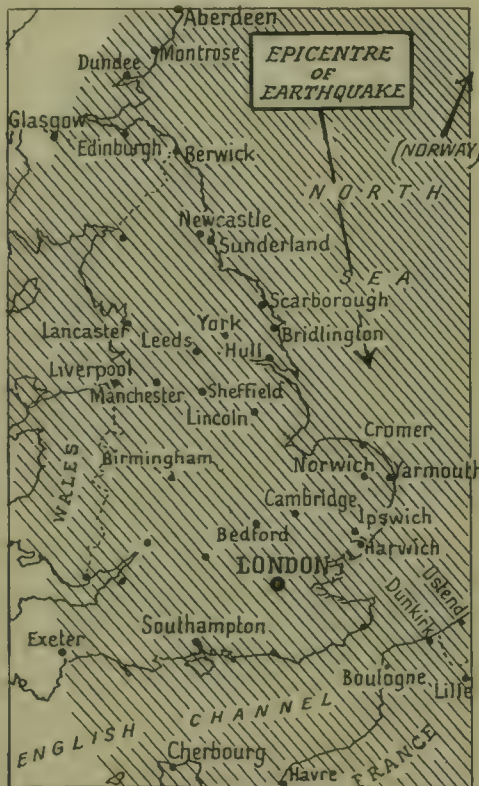 Aberdeen
Montrose
Dundee
EPICENTRE
OF
EARTHQUAKE
Glasgow
Edinburgh
Berwick
(NORWAY)
NORTH
Newcastle
Sunderland
SEA
Scarborough
Lancaster
York
Bridlington
Leeds
Hull
Liverpool
Manchester
Sheffield
Lincoln
Cromer
WALES
Birmingham
Norwich
Yarmouth
Cambridge
Bedford
Ipswich
Harwich
LONDON
Dunkirk
Ostend
Exeter
Southampton
Boulogne
Lille
ENGLISH CHANNEL
Cherbourg
Havre
FRANCE